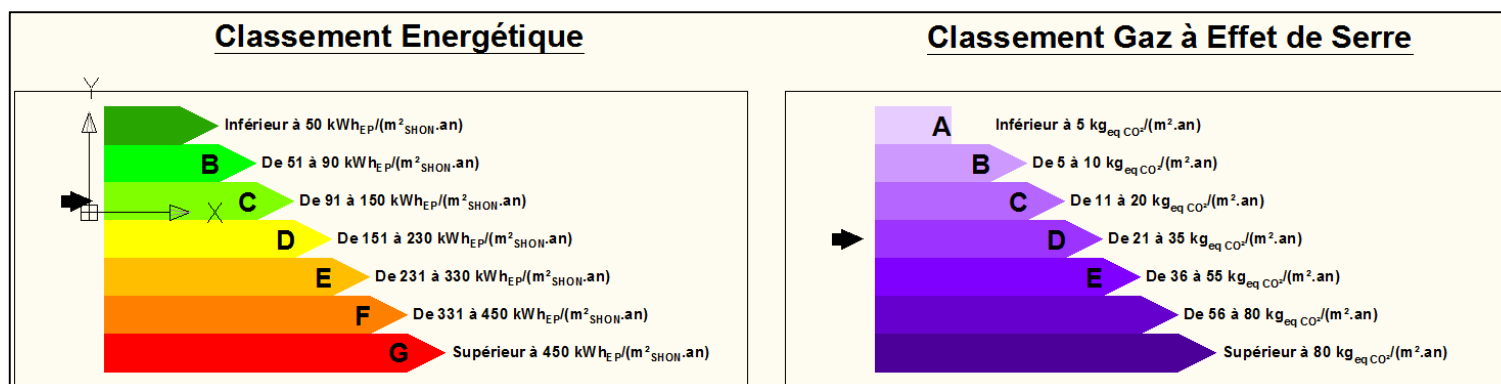 Classement Energétique
Y
Inférieur à 50 kWhEP/(m²SHON.an)
B De 51 à 90 kWhEP/(m²SHON.an)
C De 91 à 150 kWhEP/(m²SHON.an)
X
D De 151 à 230 kWhEP/(m²SHON.an)
E De 231 à 330 kWhEP/(m²SHON.an)
F De 331 à 450 kWhEP/(m²SHON.an)
G Supérieur à 450 kWhEP/(m²SHON.an)
Classement Gaz à Effet de Serre
A Inférieur à 5 kgeq CO²/(m².an)
B De 5 à 10 kgeq CO²/(m².an)
C De 11 à 20 kgeq CO²/(m².an)
D De 21 à 35 kgeq CO²/(m².an)
E De 36 à 55 kgeq CO²/(m².an)
De 56 à 80 kgeq CO²/(m².an)
Supérieur à 80 kgeq CO²/(m².an)